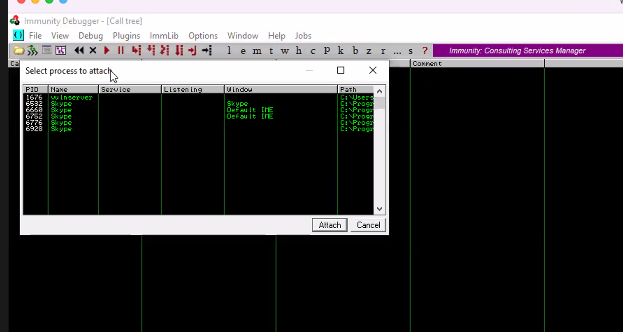 Immunity Debugger - [Call tree]
File View Debug Plugins ImmLib Options Window Help Jobs
l e m t w h c P k b z r ... s ? Immunity: Consulting Services Manager
Select process to attach
Comment
PID Name Service Listening Window Path
1676 C:\Users
6532 Skype Skype C:\Progr
6660 Skype Default IME C:\Progr
6752 Skype Default IME C:\Progr
6776 Skype C:\Progr
6928 Skype C:\Progr
Attach Cancel